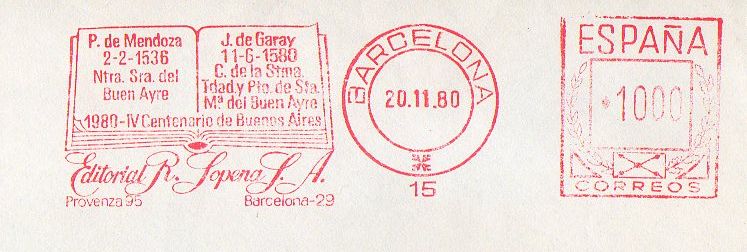 P. de Mendoza
2-2-1536
Ntra. Sra. del
Buen Ayre
J. de Garay
11-6-1580
C. de la Stma.
Tdad.y Pto. de Sta.
Mª del Buen Ayre
1980-IV Centenario de Buenos Aires
Editorial R. Sopena S. A.
Provenza 95 Barcelona-29
BARCELONA
20.11.80
15
ESPAÑA
1000
CORREOS